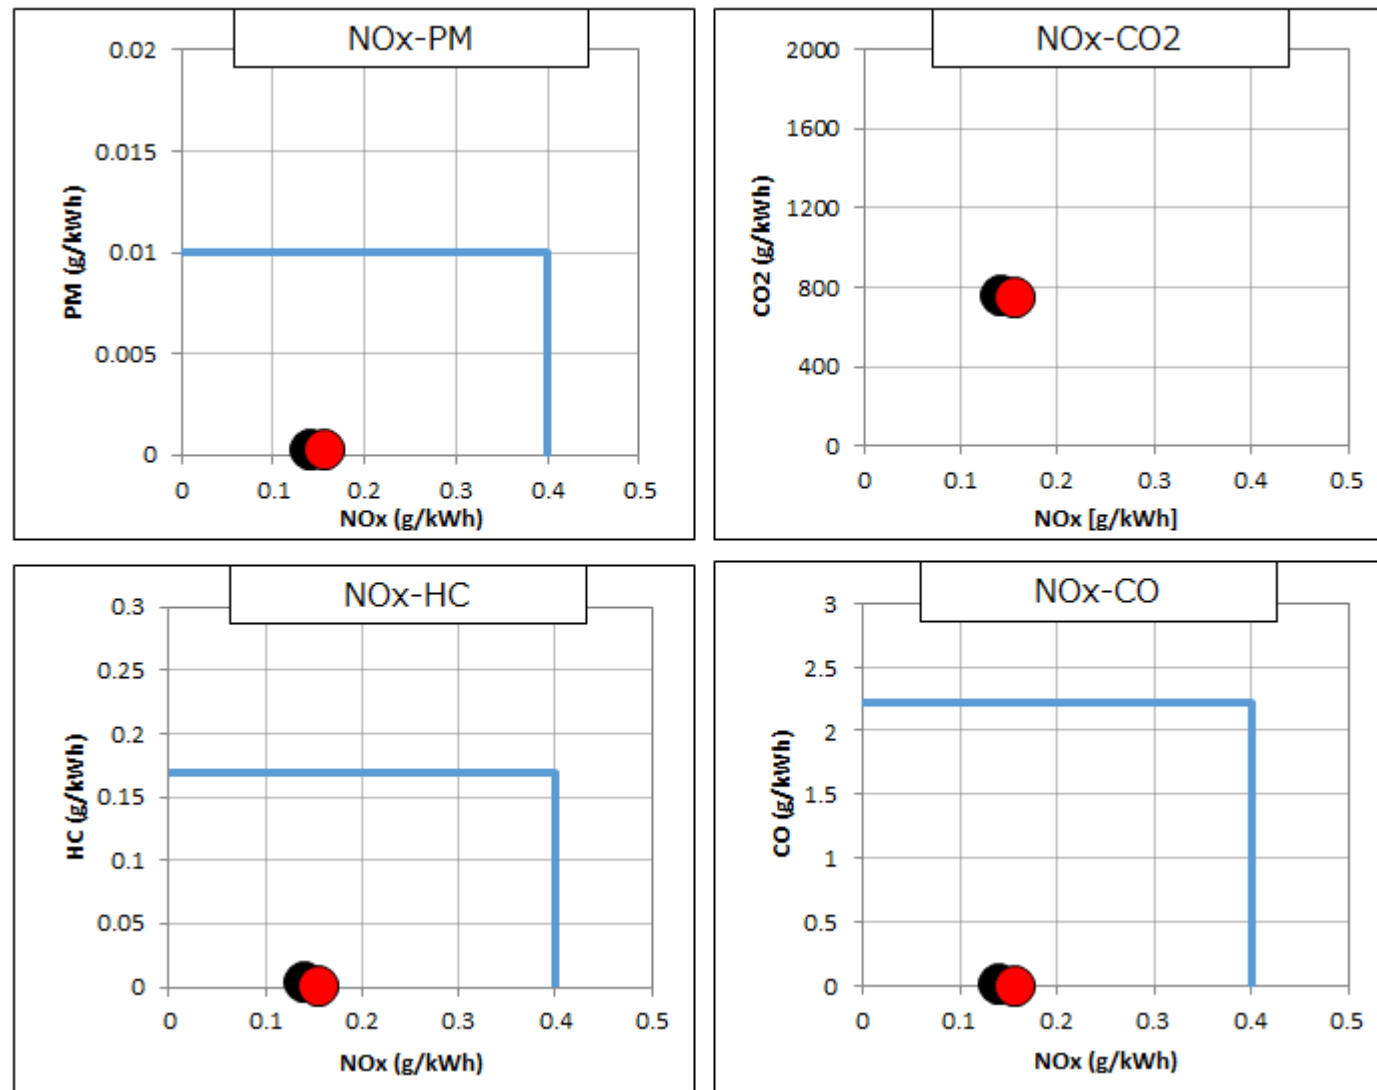 NOx-PM
0.02
0.015
0.01
0.005
0
PM (g/kWh)
0 0.1 0.2 0.3 0.4 0.5
NOx (g/kWh)
NOx-CO2
2000
1600
1200
800
400
0
CO2 (g/kWh)
0 0.1 0.2 0.3 0.4 0.5
NOx [g/kWh]
NOx-HC
0.3
0.25
0.2
0.15
0.1
0.05
0
HC (g/kWh)
0 0.1 0.2 0.3 0.4 0.5
NOx (g/kWh)
NOx-CO
3
2.5
2
1.5
1
0.5
0
CO (g/kWh)
0 0.1 0.2 0.3 0.4 0.5
NOx (g/kWh)